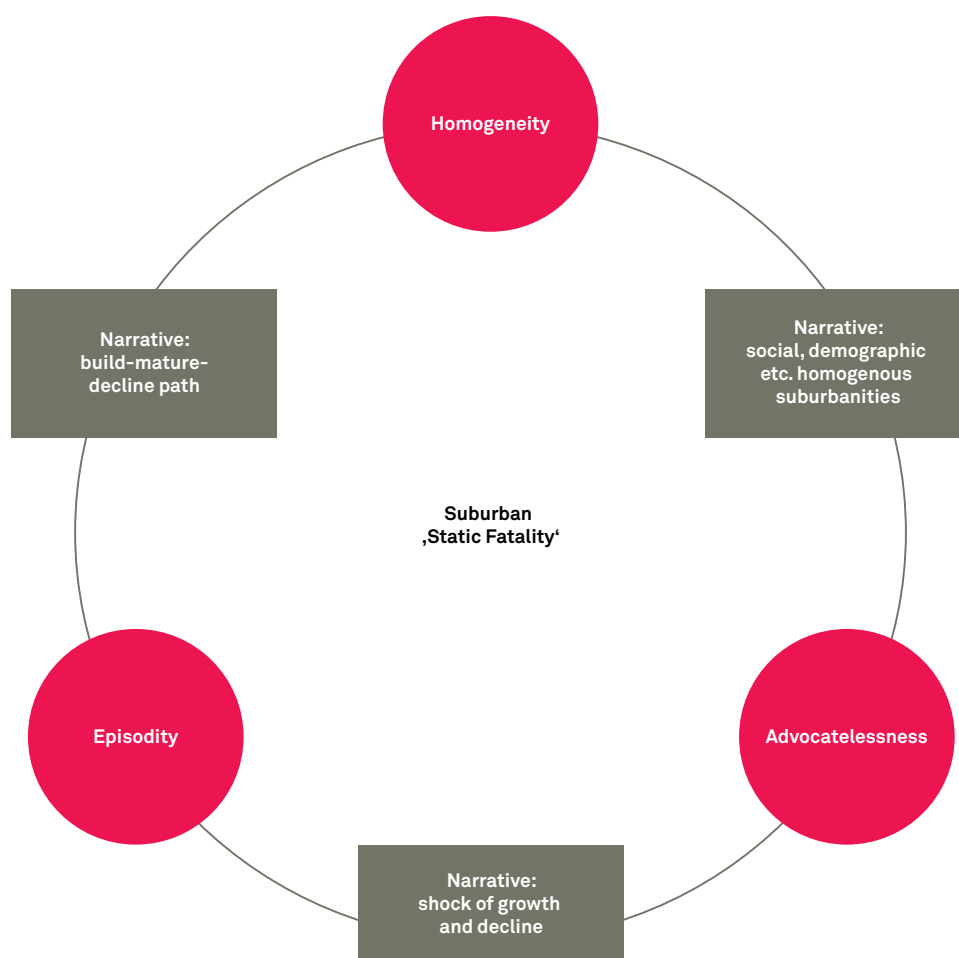 Homogeneity
Narrative:
build-mature-
decline path
Narrative:
social, demographic
etc. homogenous
suburbanities
Suburban
‚Static Fatality‘
Episodity
Advocatelessness
Narrative:
shock of growth
and decline